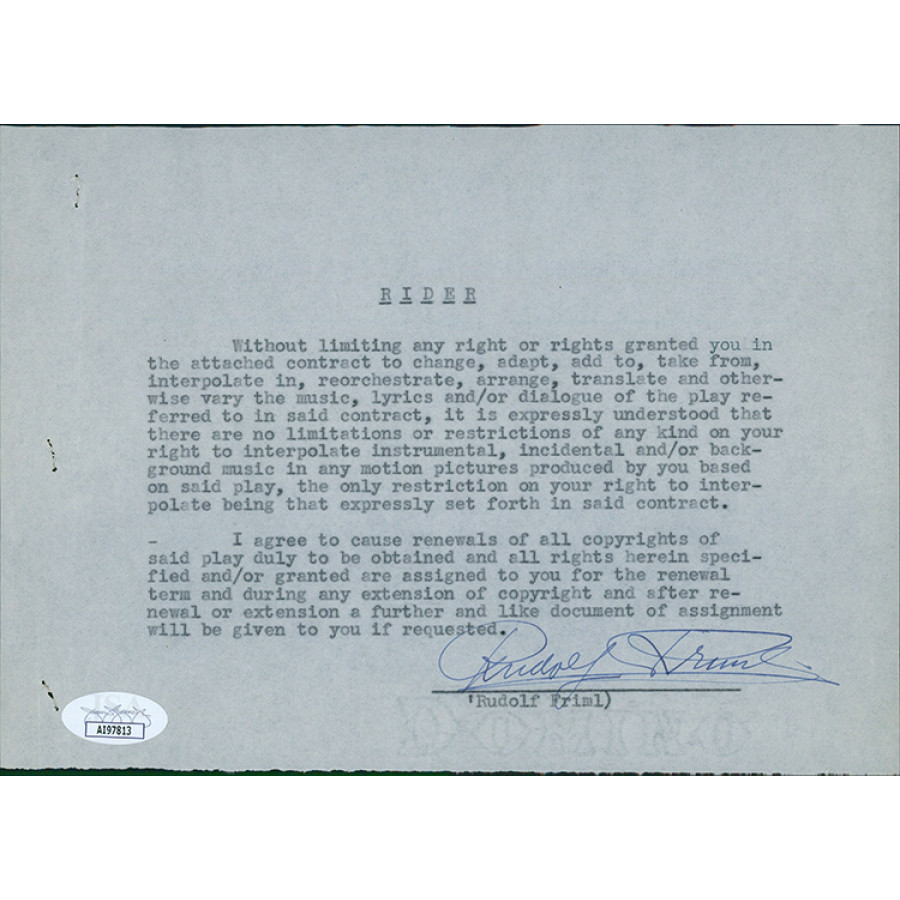 R I D E R
Without limiting any right or rights granted you in
the attached contract to change, adapt, add to, take from,
interpolate in, reorchestrate, arrange, translate and other-
wise vary the music, lyrics and/or dialogue of the play re-
ferred to in said contract, it is expressly understood that
there are no limitations or restrictions of any kind on your
right to interpolate instrumental, incidental and/or back-
ground music in any motion pictures produced by you based
on said play, the only restriction on your right to inter-
polate being that expressly set forth in said contract.
- I agree to cause renewals of all copyrights of
said play duly to be obtained and all rights herein speci-
fied and/or granted are assigned to you for the renewal
term and during any extension of copyright and after re-
newal or extension a further and like document of assignment
will be given to you if requested.
Rudolf Friml
(Rudolf Friml)
AI97813